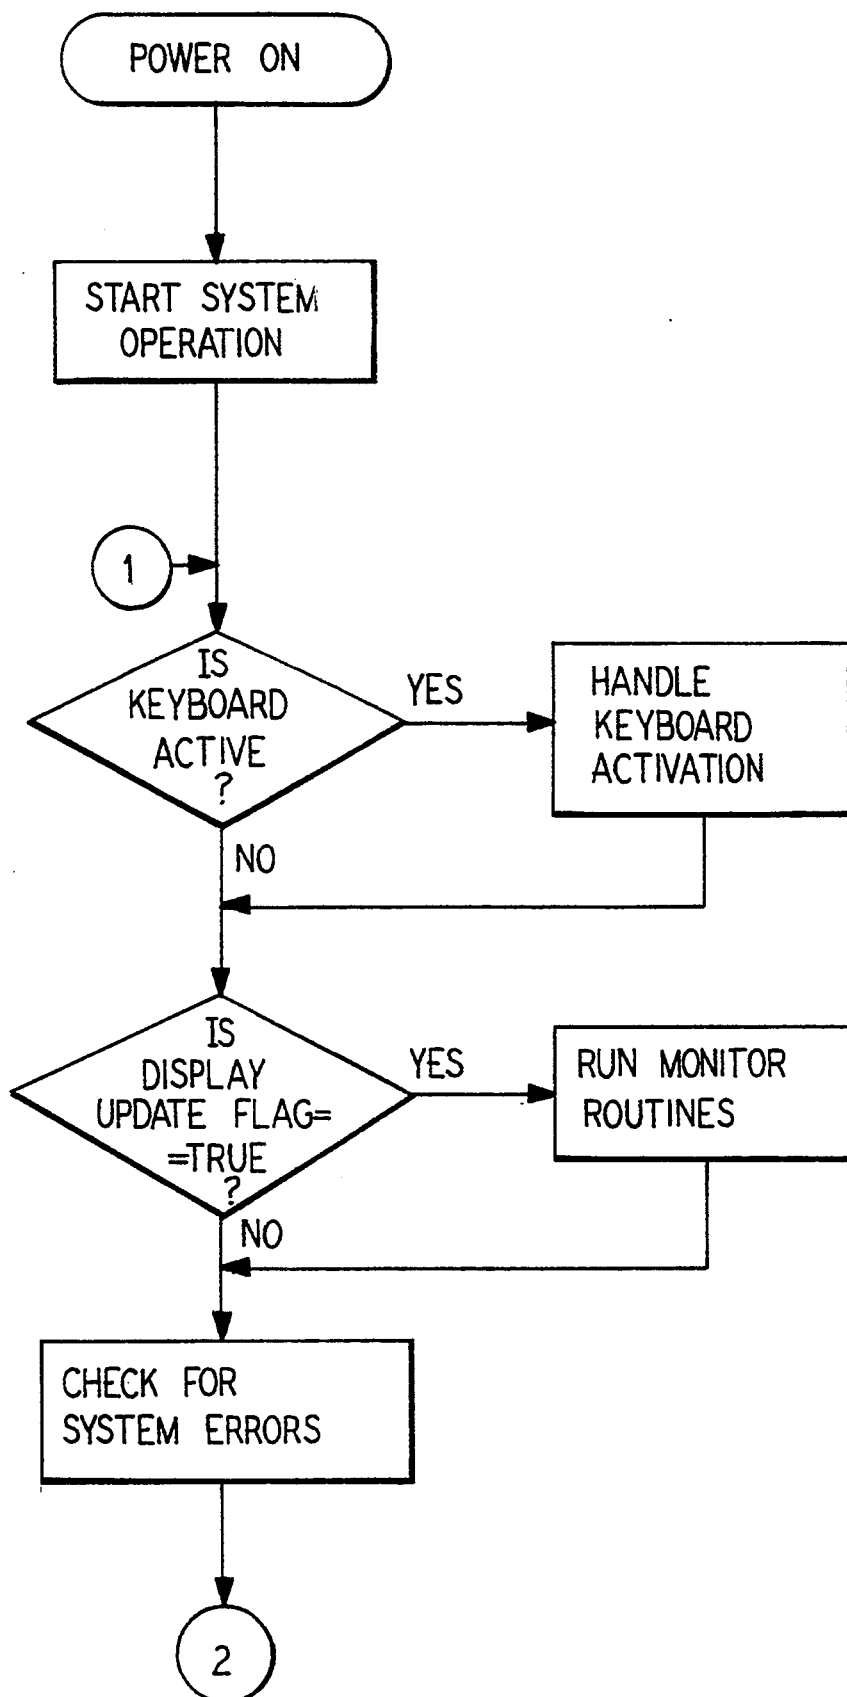 POWER ON
START SYSTEM
OPERATION
1
IS
KEYBOARD
ACTIVE
?
YES
HANDLE
KEYBOARD
ACTIVATION
NO
IS
DISPLAY
UPDATE FLAG=
=TRUE
?
YES
RUN MONITOR
ROUTINES
NO
CHECK FOR
SYSTEM ERRORS
2